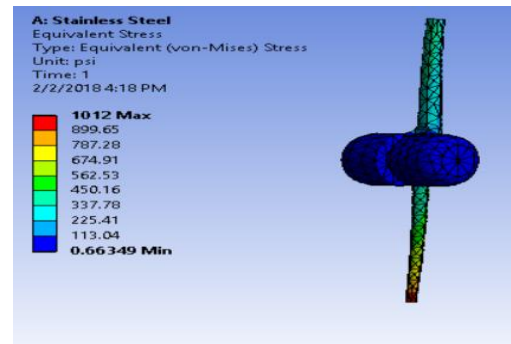 A: Stainless Steel
Equivalent Stress
Type: Equivalent (von-Mises) Stress
Unit: psi
Time: 1
2/2/2018 4:18 PM
1012 Max
899.65
787.28
674.91
562.53
450.16
337.78
225.41
113.04
0.66349 Min